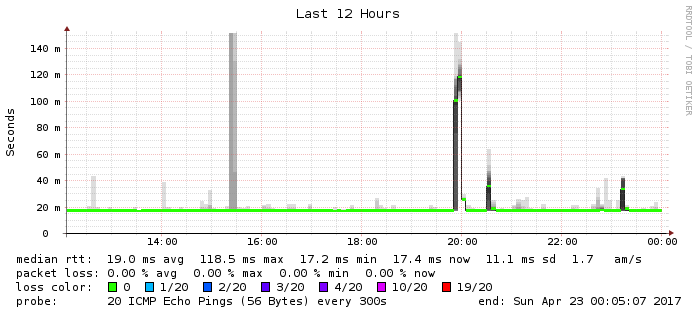 Last 12 Hours
RRDTOOL / TOBI OETIKER
Seconds
140 m
120 m
100 m
80 m
60 m
40 m
20 m
0
14:00 16:00 18:00 20:00 22:00 00:00
median rtt: 19.0 ms avg 118.5 ms max 17.2 ms min 17.4 ms now 11.1 ms sd 1.7 am/s
packet loss: 0.00 % avg 0.00 % max 0.00 % min 0.00 % now
loss color: 0 1/20 2/20 3/20 4/20 10/20 19/20
probe: 20 ICMP Echo Pings (56 Bytes) every 300s end: Sun Apr 23 00:05:07 2017